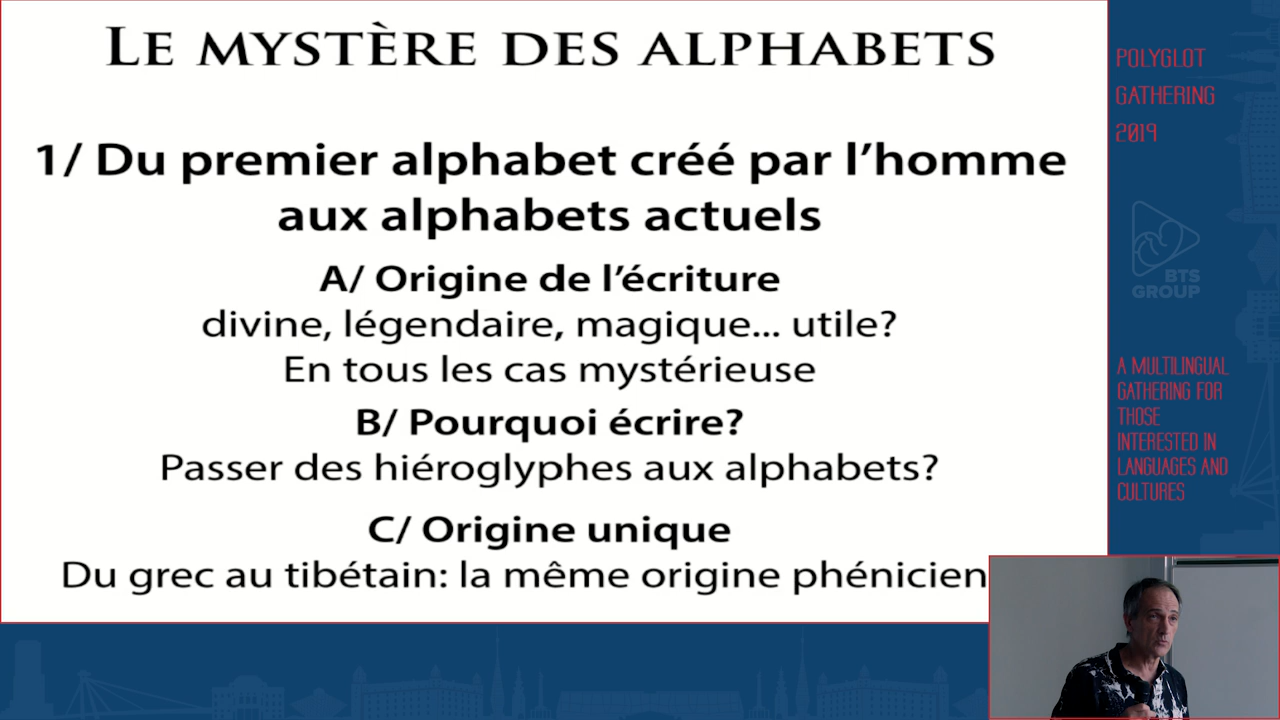 Le mystère des alphabets
1/ Du premier alphabet créé par l’homme
aux alphabets actuels
A/ Origine de l’écriture
divine, légendaire, magique... utile?
En tous les cas mystérieuse
B/ Pourquoi écrire?
Passer des hiéroglyphes aux alphabets?
C/ Origine unique
Du grec au tibétain: la même origine phénicien
POLYGLOT
GATHERING
2019
BTS
GROUP
A MULTILINGUAL
GATHERING FOR
THOSE
INTERESTED IN
LANGUAGES AND
CULTURES